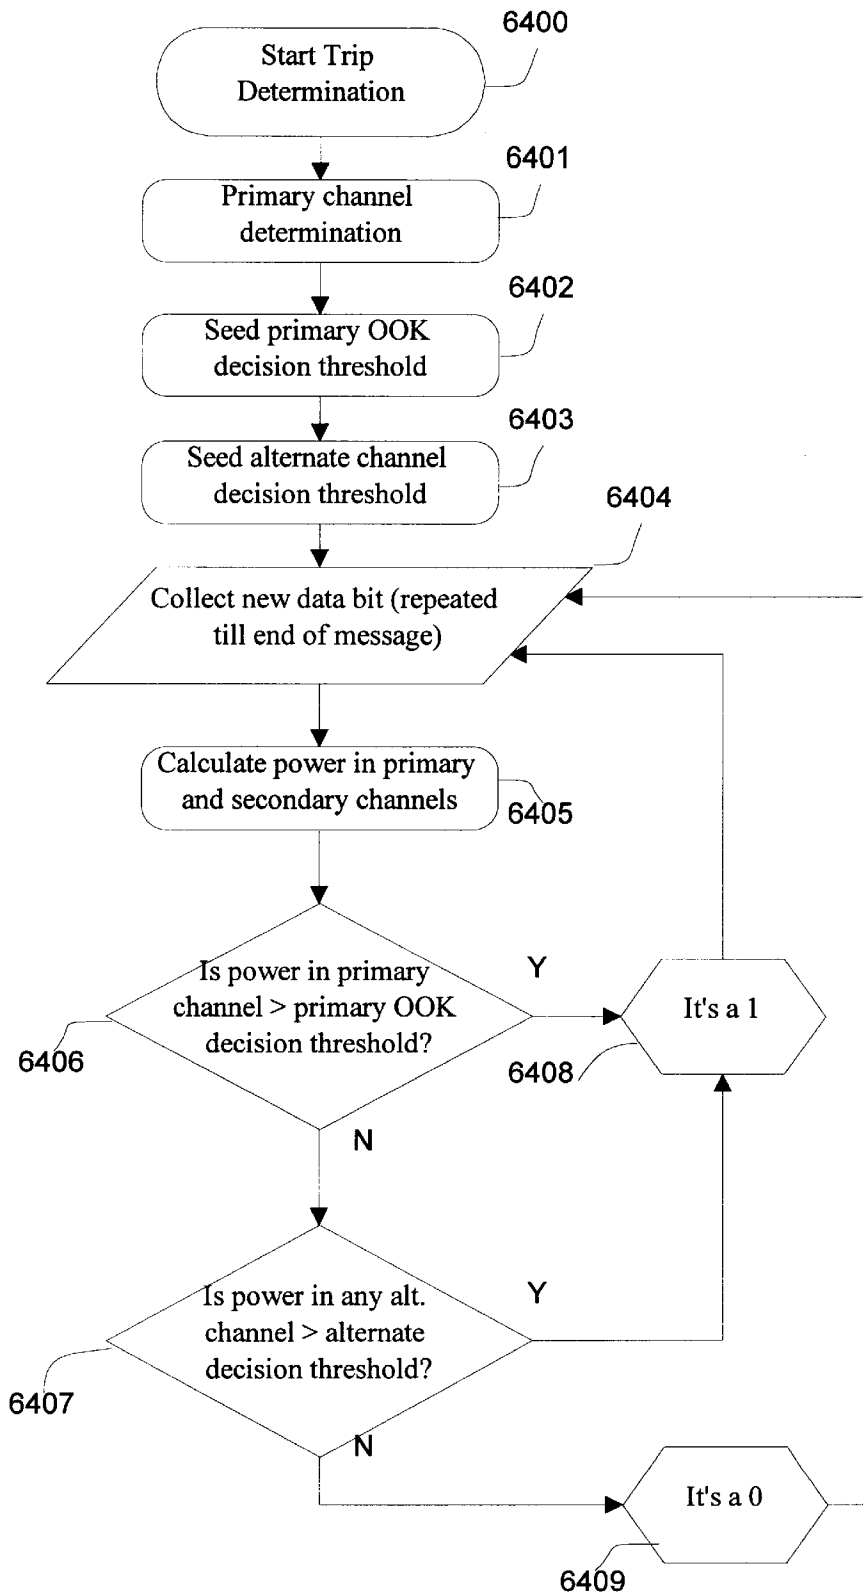 6400
Start Trip
Determination
6401
Primary channel
determination
6402
Seed primary OOK
decision threshold
6403
Seed alternate channel
decision threshold
6404
Collect new data bit (repeated
till end of message)
Calculate power in primary
and secondary channels
6405
Is power in primary
channel > primary OOK
decision threshold?
Y
It's a 1
6406
6408
N
Is power in any alt.
channel > alternate
decision threshold?
Y
6407
N
It's a 0
6409